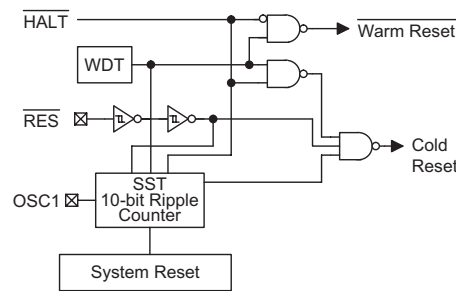 HALT
Warm Reset
WDT
RES
Cold
Reset
OSC1
SST
10-bit Ripple
Counter
System Reset